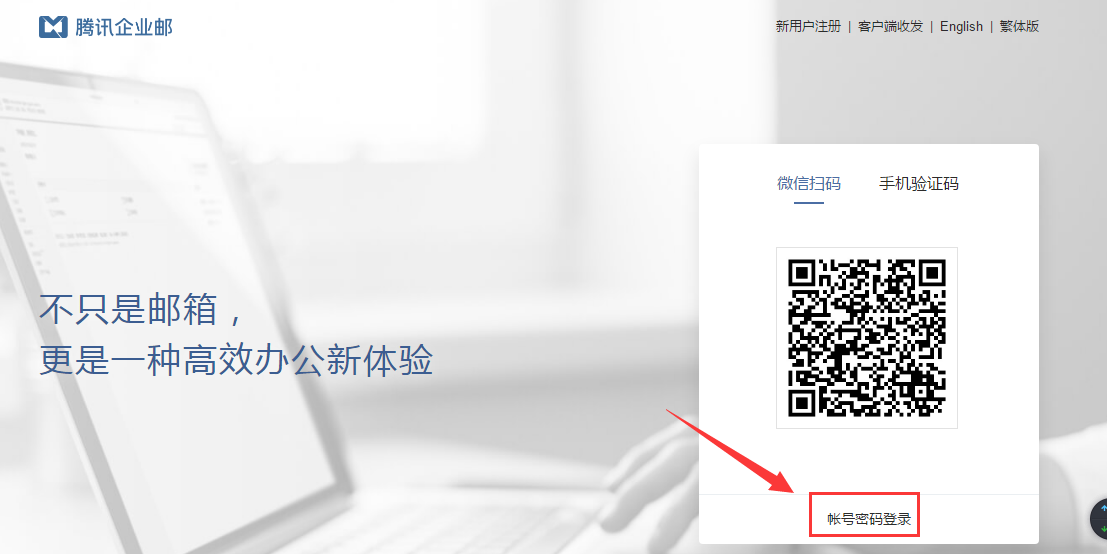 腾讯企业邮
新用户注册 | 客户端收发 | English | 繁体版
微信扫码 手机验证码
不只是邮箱，
更是一种高效办公新体验
帐号密码登录